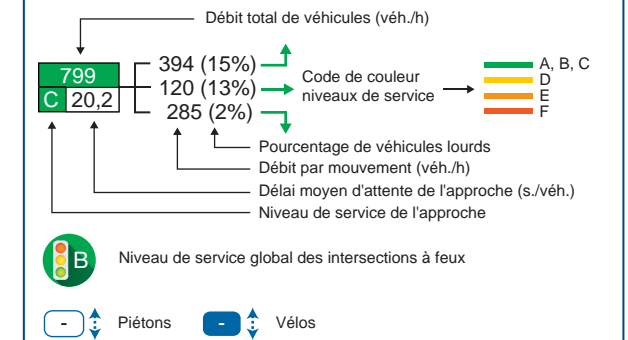 Débit total de véhicules (véh./h)
799
C 20,2
394 (15%)
120 (13%)
285 (2%)
Code de couleur
niveaux de service
A, B, C
D
E
F
Pourcentage de véhicules lourds
Débit par mouvement (véh./h)
Délai moyen d'attente de l'approche (s./véh.)
Niveau de service de l'approche
B
Niveau de service global des intersections à feux
- Piétons
- Vélos